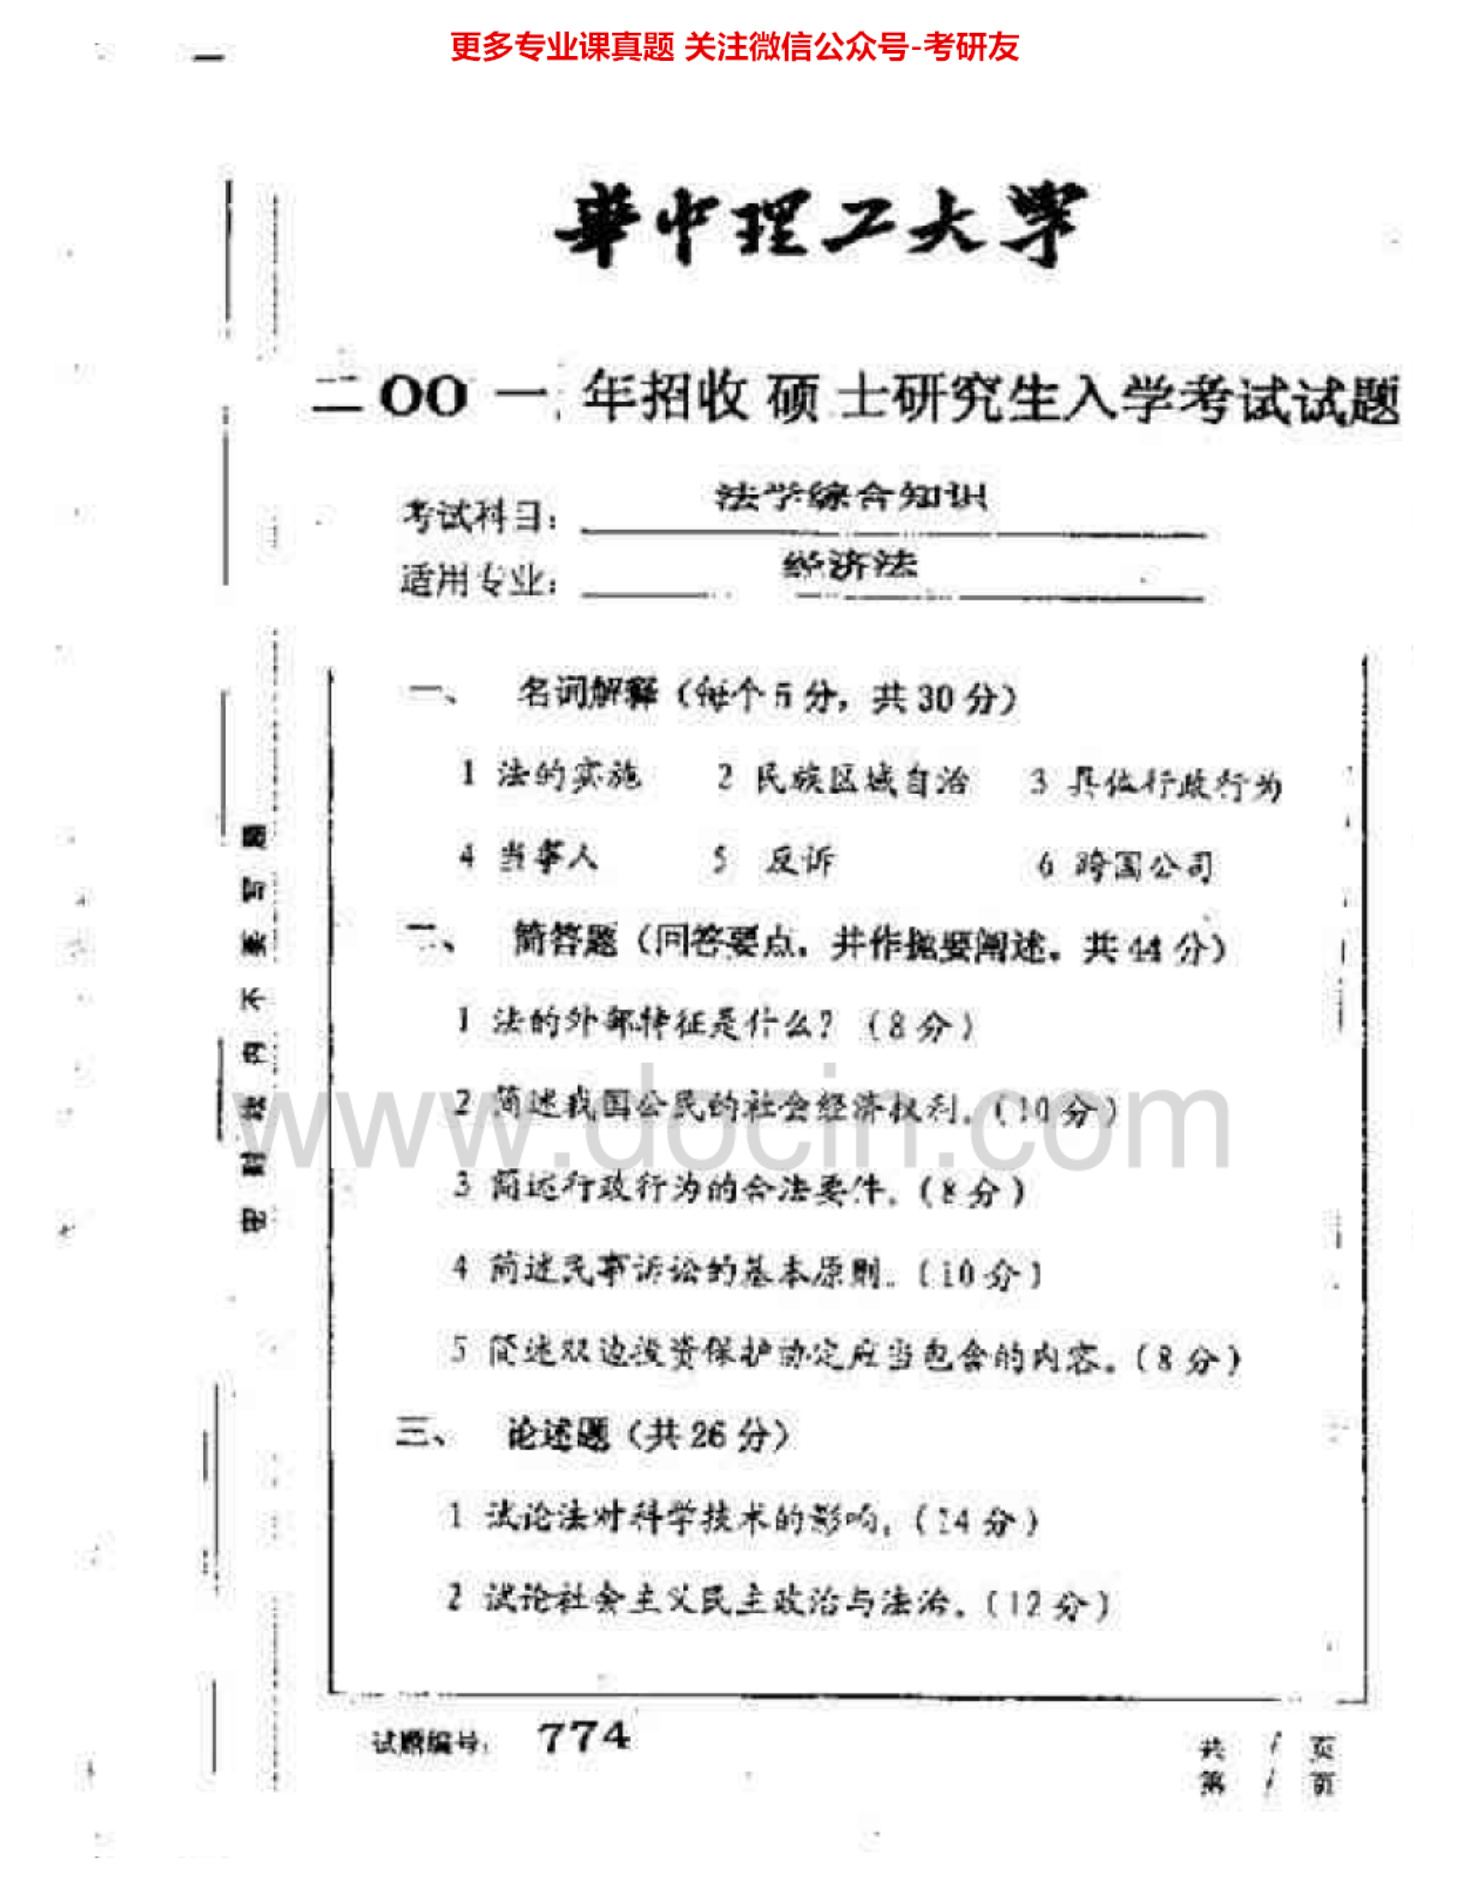 更多专业课真题 关注微信公众号-考研友
華中理工大学
二OO一年招收硕士研究生入学考试试题
考试科目: 法学综合知识
适用专业: 经济法
一、 名词解释（每个5分，共30分）
1 法的实施 2 民族区域自治 3 具体行政行为
4 当事人 5 反诉 6 跨国公司
二、 简答题（回答要点，并作扼要阐述。共44分）
1 法的外部特征是什么？（8分）
2 简述我国公民的社会经济权利。（10分）
www.docin.com
3 简述行政行为的合法要件。（8分）
4 简述民事诉讼的基本原则。（10分）
5 简述双边投资保护协定应当包含的内容。（8分）
三、 论述题（共26分）
1 试论法对科学技术的影响。（14分）
2 试论社会主义民主政治与法治。（12分）
试题编号: 774
共 1 页
第 1 页
密封线内不要写题